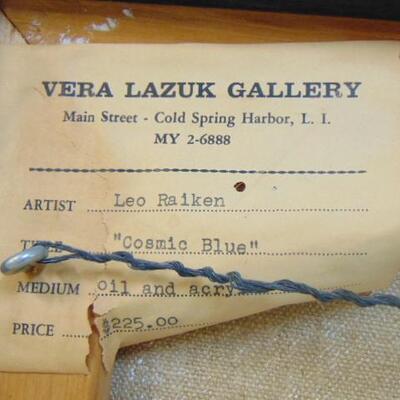 VERA LAZUK GALLERY
Main Street - Cold Spring Harbor, L. I.
MY 2-6888
ARTIST Leo Raiken
"Cosmic Blue"
MEDIUM oil and acry
PRICE $225.00